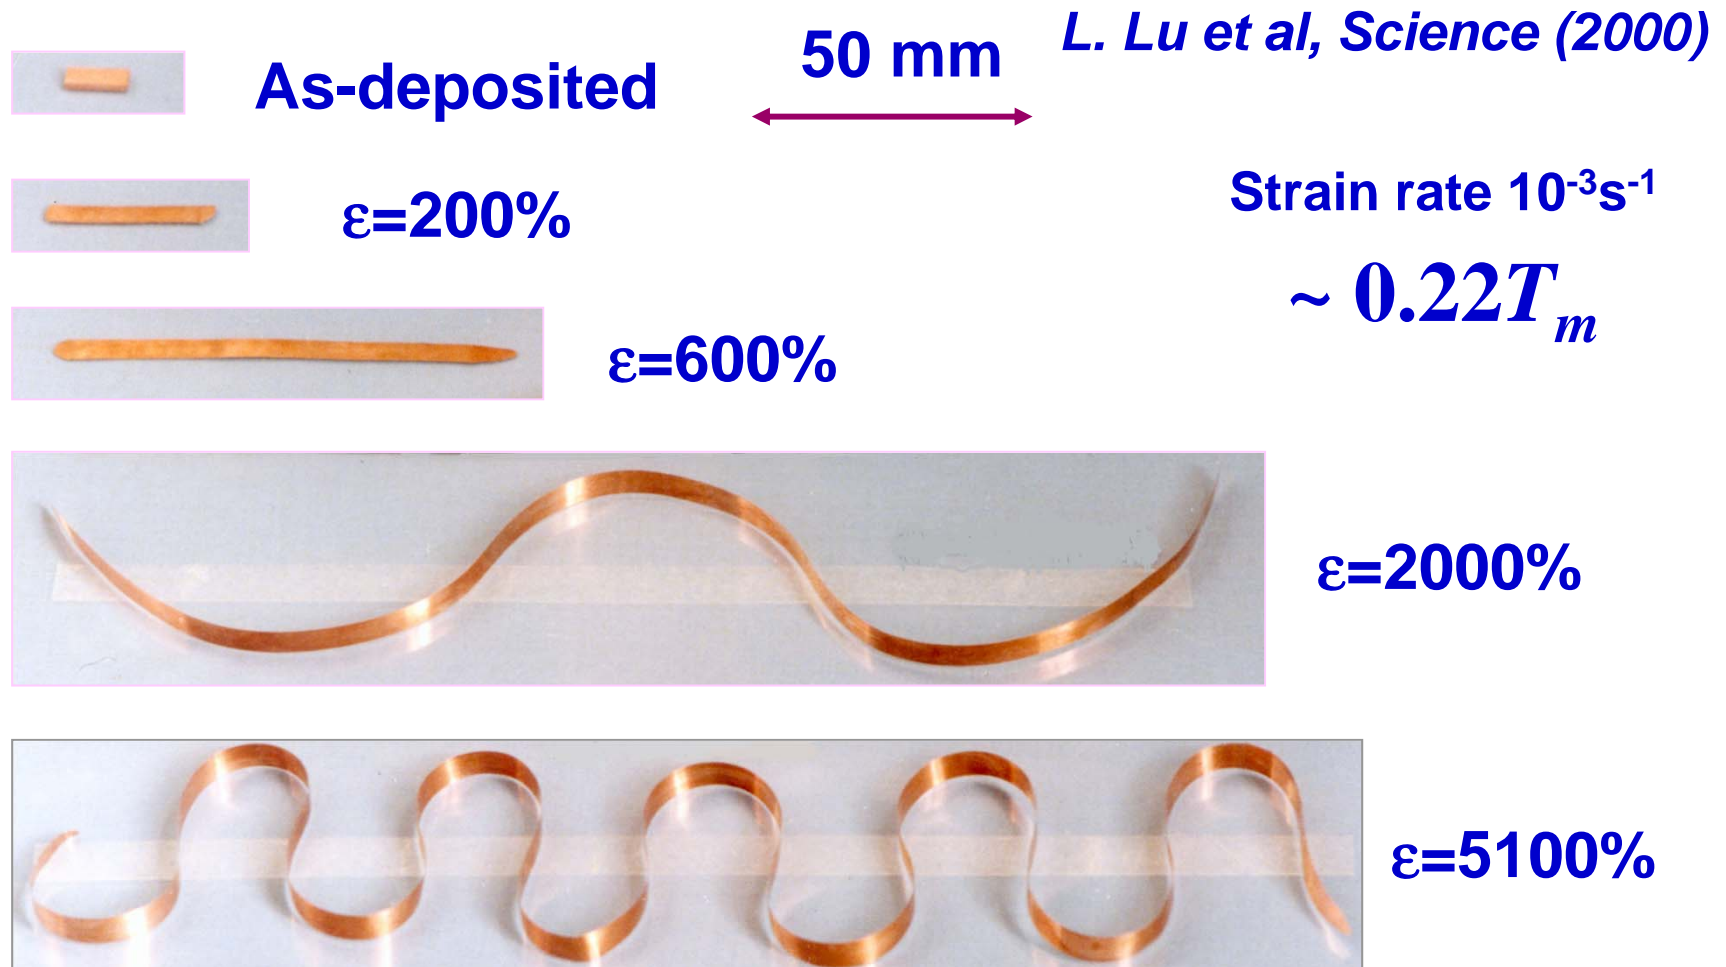 L. Lu et al, Science (2000)
50 mm
As-deposited
Strain rate 10⁻³s⁻¹
~ 0.22Tₘ
ε=200%
ε=600%
ε=2000%
ε=5100%